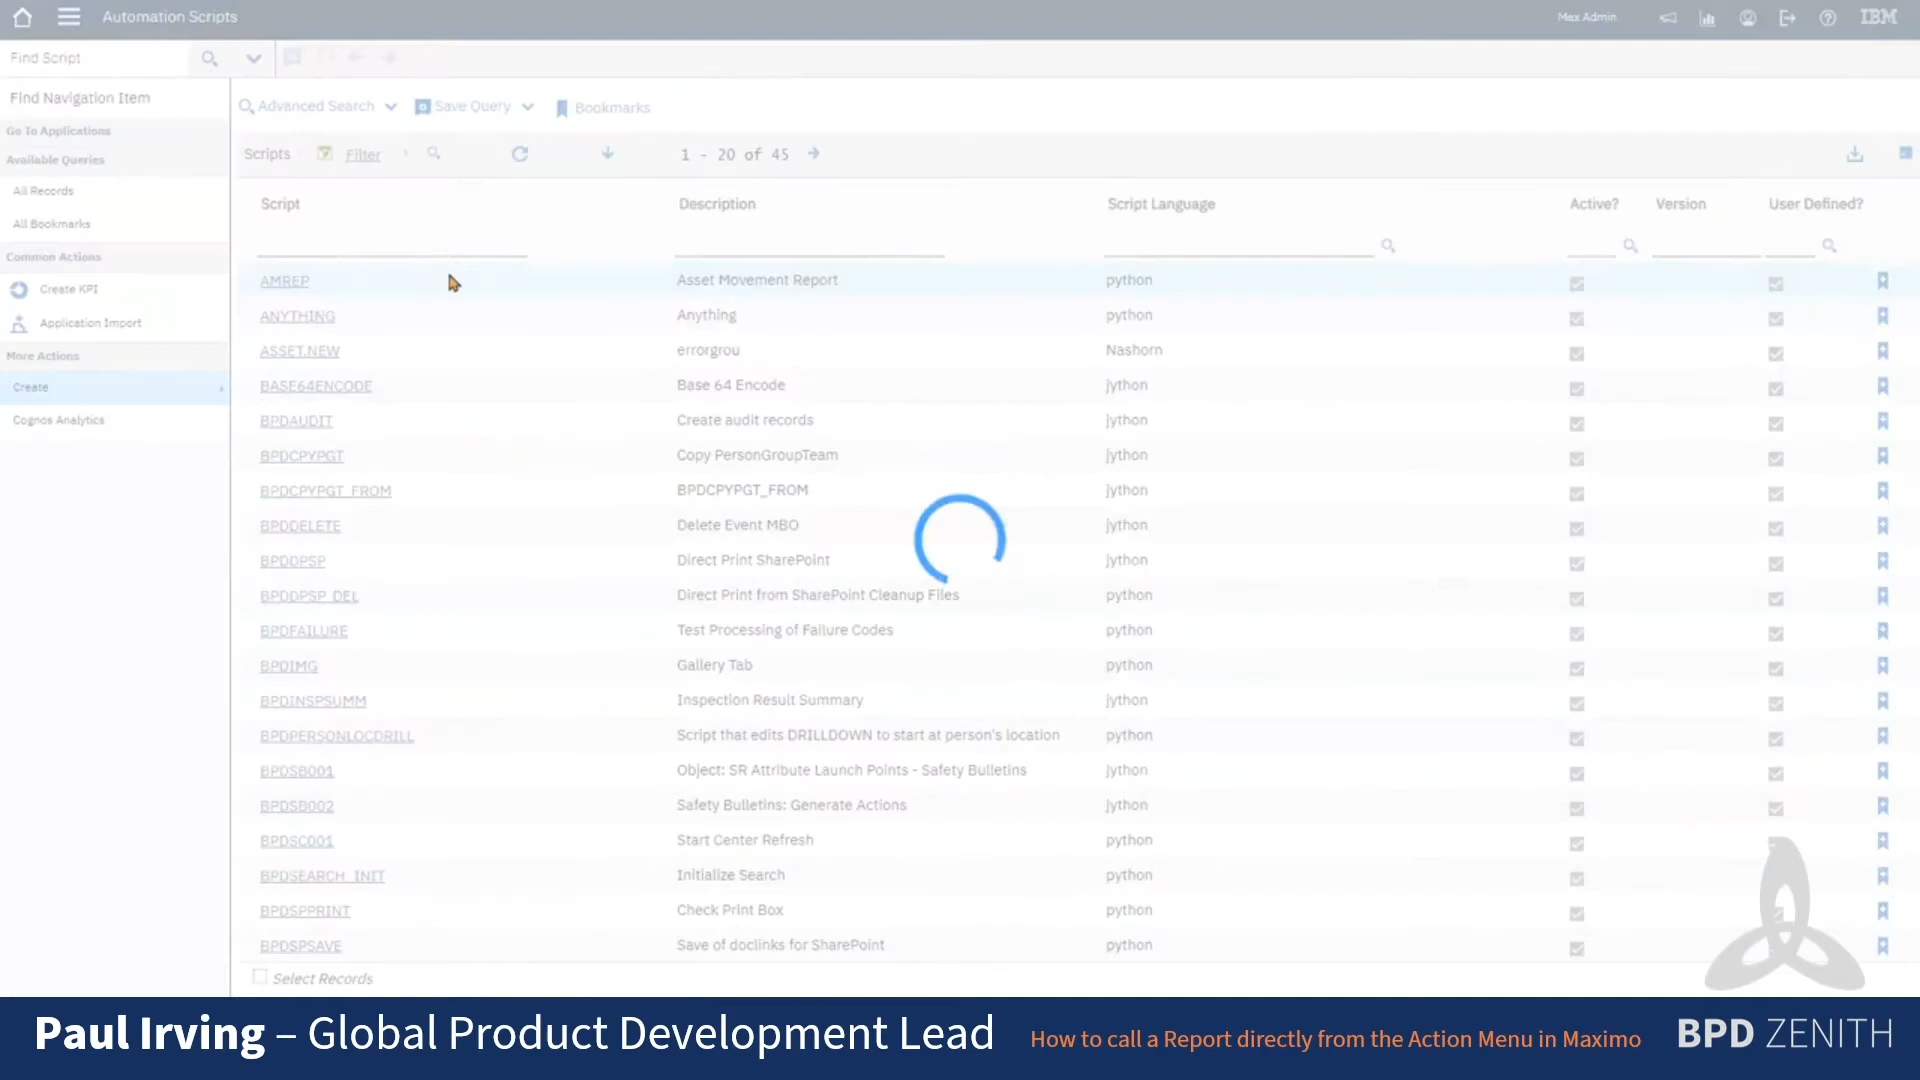 Automation Scripts
Max Admin
IBM
Find Script
Find Navigation Item
Go To Applications
Available Queries
All Records
All Bookmarks
Common Actions
Create KPI
Application Import
More Actions
Create
Cognos Analytics
Advanced Search
Save Query
Bookmarks
Scripts
Filter
1 - 20 of 45
Script Description Script Language Active? Version User Defined?
AMREP Asset Movement Report python
ANYTHING Anything python
ASSET.NEW errorgrou Nashorn
BASE64ENCODE Base 64 Encode jython
BPDAUDIT Create audit records jython
BPDCPYPGT Copy PersonGroupTeam jython
BPDCPYPGT_FROM BPDCPYPGT_FROM jython
BPDDELETE Delete Event MBO jython
BPDDPSP Direct Print SharePoint jython
BPDDPSP_DEL Direct Print from SharePoint Cleanup Files python
BPDFAILURE Test Processing of Failure Codes python
BPDIMG Gallery Tab python
BPDINSPSUMM Inspection Result Summary jython
BPDPERSONLOCDRILL Script that edits DRILLDOWN to start at person's location python
BPDSB001 Object: SR Attribute Launch Points - Safety Bulletins jython
BPDSB002 Safety Bulletins: Generate Actions jython
BPDSC001 Start Center Refresh python
BPDSEARCH_INIT Initialize Search python
BPDSPPRINT Check Print Box python
BPDSPSAVE Save of doclinks for SharePoint python
Select Records
Paul Irving – Global Product Development Lead
How to call a Report directly from the Action Menu in Maximo
BPD ZENITH